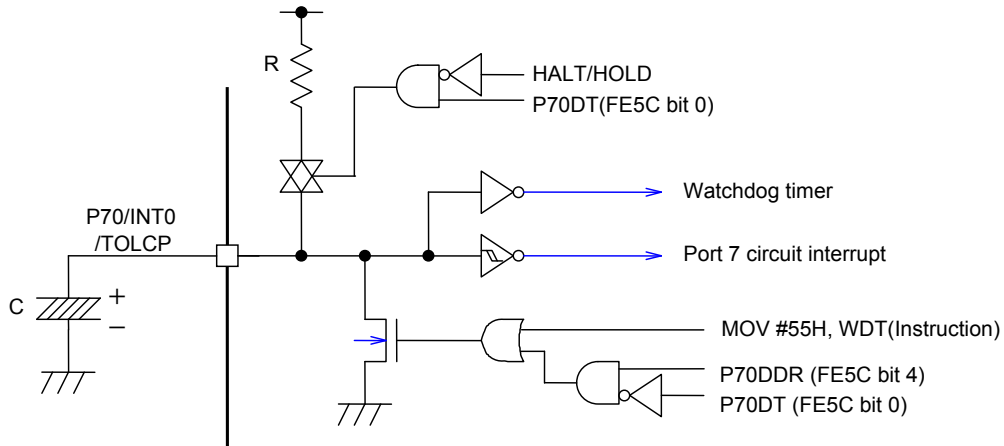 R
HALT/HOLD
P70DT(FE5C bit 0)
P70/INT0
/TOLCP
Watchdog timer
Port 7 circuit interrupt
C
+
–
MOV #55H, WDT(Instruction)
P70DDR (FE5C bit 4)
P70DT (FE5C bit 0)